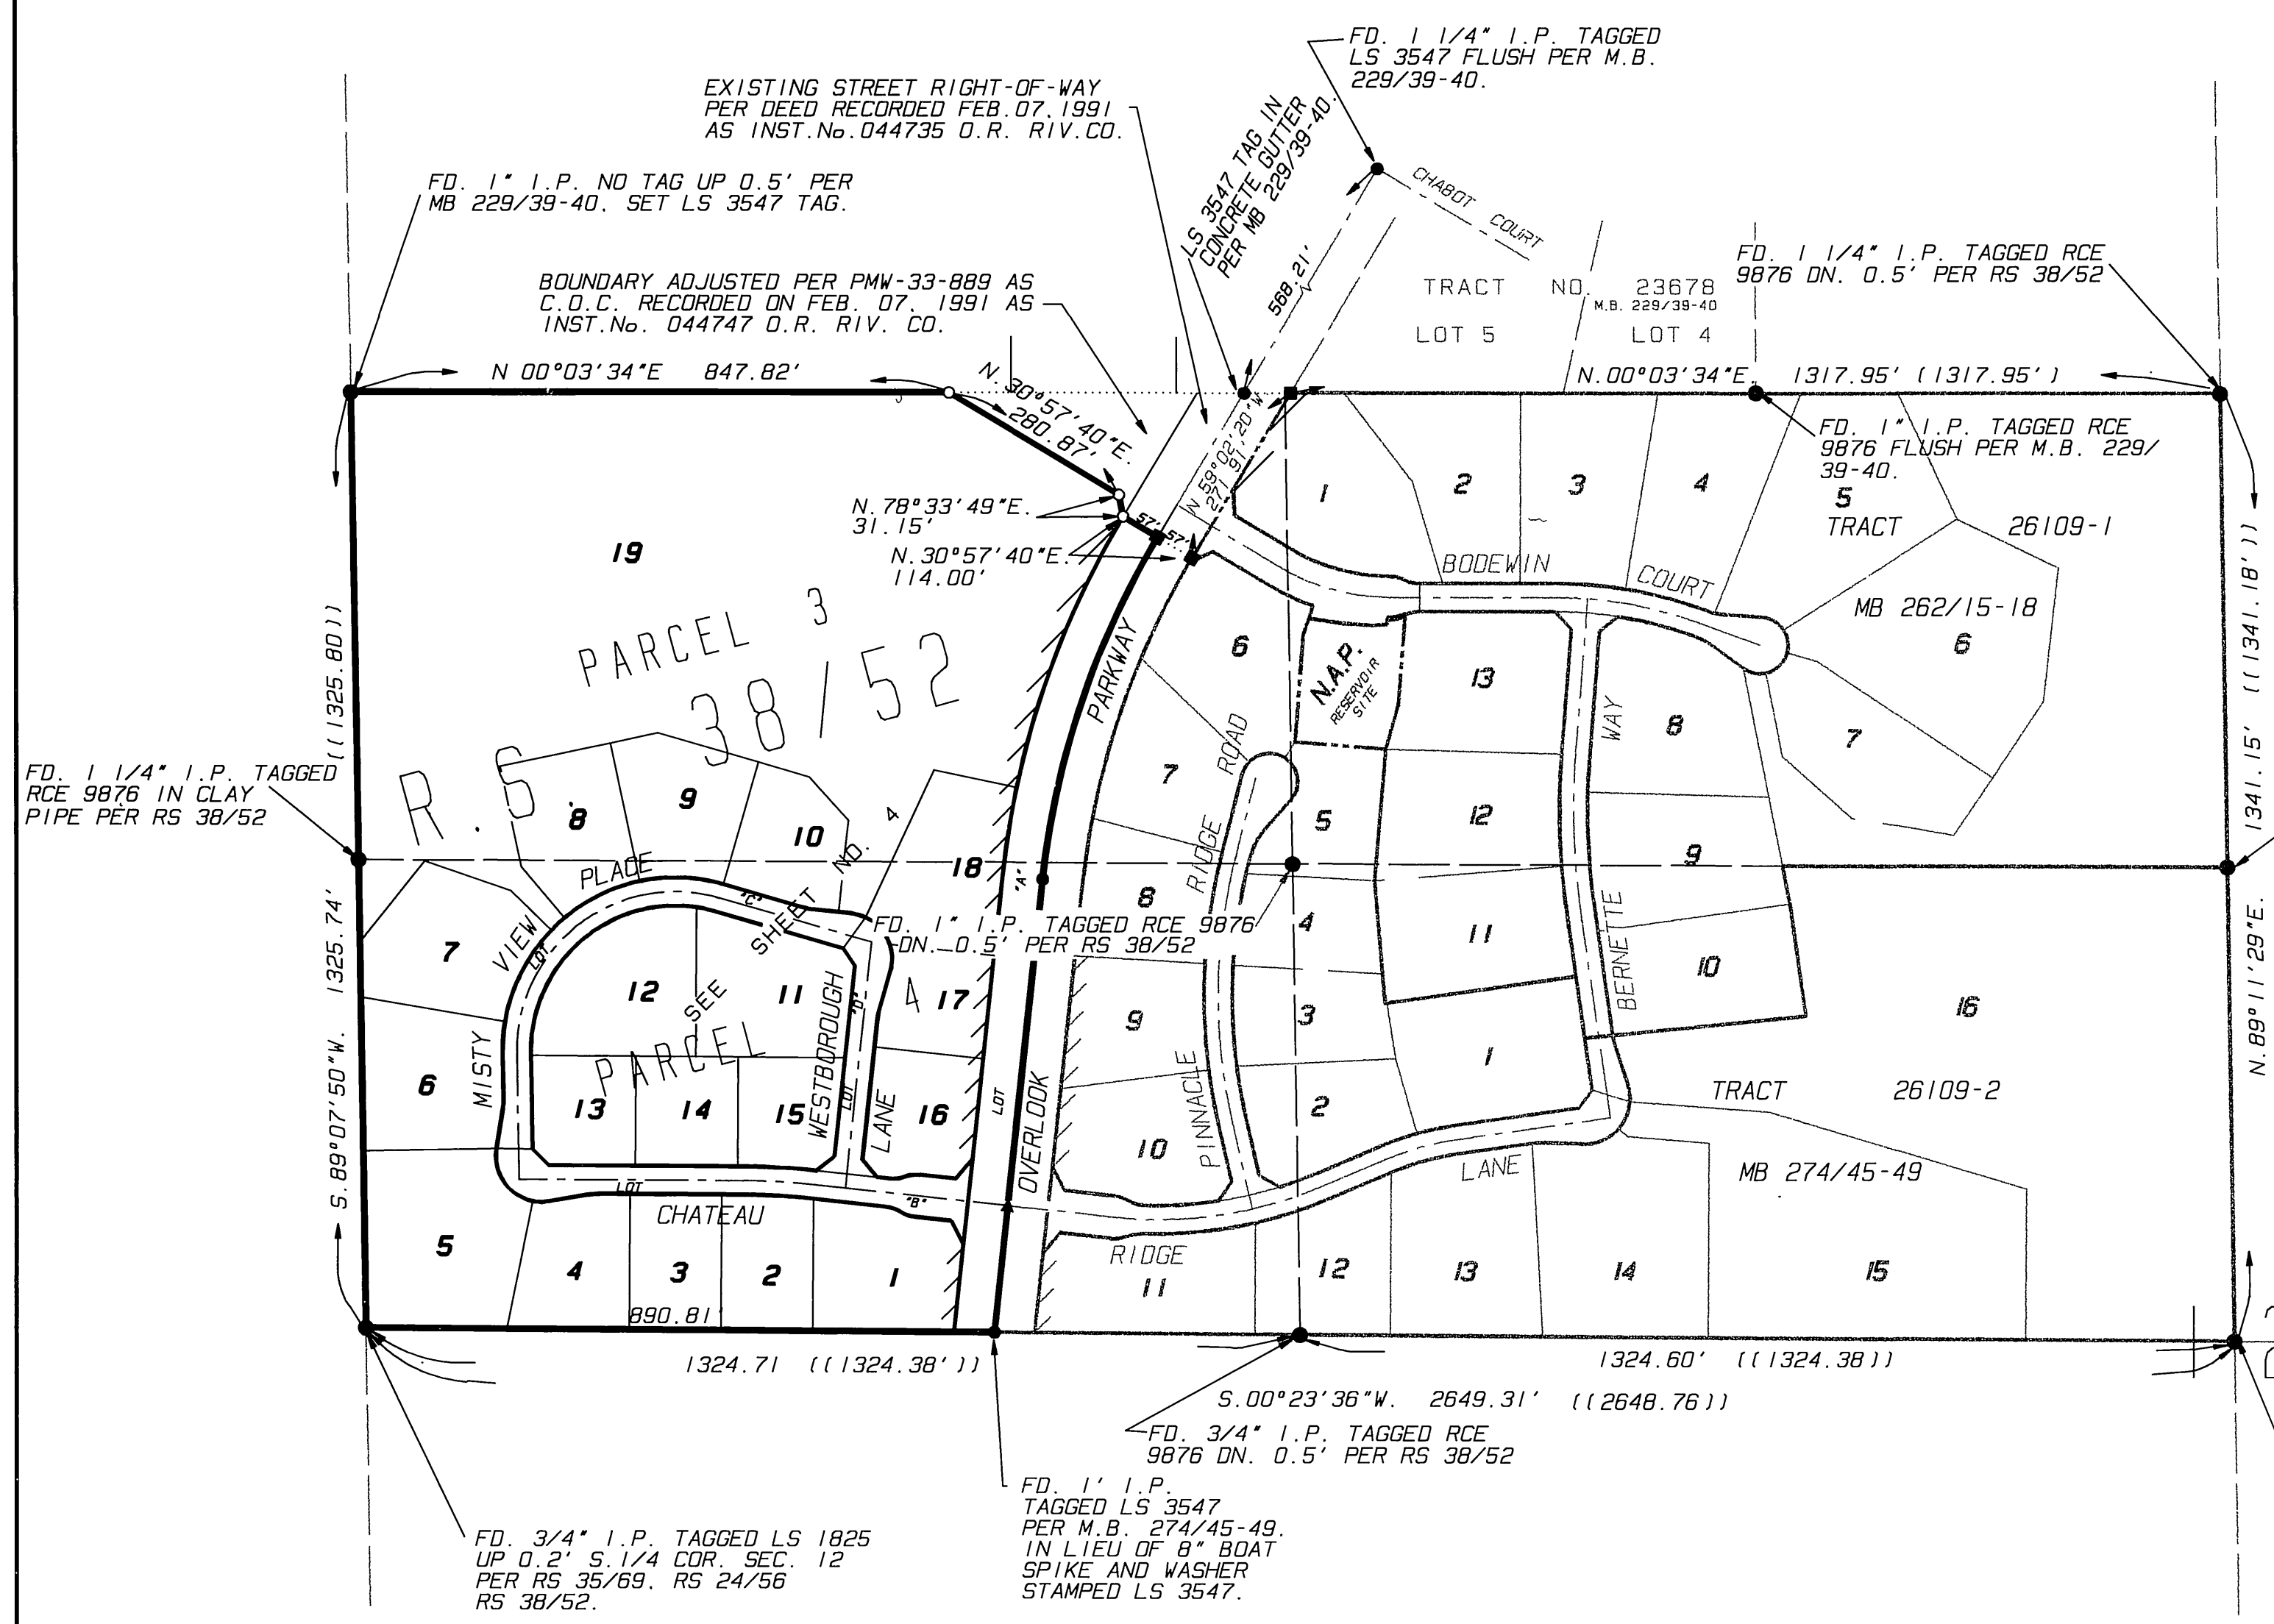 FD. 1 1/4" I.P. TAGGED
LS 3547 FLUSH PER M.B.
229/39-40.
EXISTING STREET RIGHT-OF-WAY
PER DEED RECORDED FEB.07,1991
AS INST.No.044735 O.R. RIV.CO.
LS 3547 TAG IN
CONCRETE GUTTER
PER MB 229/39-40.
CHABOT COURT
FD. 1" I.P. NO TAG UP 0.5' PER
MB 229/39-40, SET LS 3547 TAG.
568.21'
FD. 1 1/4" I.P. TAGGED RCE
9876 DN. 0.5' PER RS 38/52
BOUNDARY ADJUSTED PER PMW-33-889 AS
C.O.C. RECORDED ON FEB. 07, 1991 AS
INST.No. 044747 O.R. RIV. CO.
TRACT NO. 23678
M.B. 229/39-40
LOT 5 LOT 4
N 00°03'34"E 847.82'
N.30°57'40"E.
280.87'
N.00°03'34"E. 1317.95' (1317.95')
N 59°02'20"W
271.91'
FD. 1" I.P. TAGGED RCE
9876 FLUSH PER M.B. 229/
39-40.
N.78°33'49"E.
31.15'
57' 57'
N.30°57'40"E.
114.00'
1 2 3 4 5
TRACT 26109-1
MB 262/15-18
BODEWIN COURT
19
PARCEL 3
R.S 38/52
((1325.80))
PARKWAY
6
N.A.P.
RESERVOIR
SITE
13
WAY
8
6
7
1341.15' ((1341.18'))
FD. 1 1/4" I.P. TAGGED
RCE 9876 IN CLAY
PIPE PER RS 38/52
8 9 10
18
7
RIDGE ROAD
5
12
9
PLACE
"C"
SEE SHEET NO. 4
"A"
8
FD. 1" I.P. TAGGED RCE 9876
DN. 0.5' PER RS 38/52
4
11
BERNETTE
10
7
VIEW
LOT
12 11
WESTBOROUGH
"D"
4
17
9
3
16
S.89°07'50"W. 1325.74'
N.89°11'29"E.
6
MISTY
PARCEL
13 14 15
LOT
LANE
16
LOT
OVERLOOK
10
PINNACLE
2
1
TRACT 26109-2
MB 274/45-49
LOT
"B"
CHATEAU
LANE
RIDGE
5 4 3 2 1
11 12 13 14 15
890.81'
1324.71 ((1324.38'))
1324.60' ((1324.38))
S.00°23'36"W. 2649.31' ((2648.76))
FD. 3/4" I.P. TAGGED RCE
9876 DN. 0.5' PER RS 38/52
FD. 1' I.P.
TAGGED LS 3547
PER M.B. 274/45-49.
IN LIEU OF 8" BOAT
SPIKE AND WASHER
STAMPED LS 3547.
FD. 3/4" I.P. TAGGED LS 1825
UP 0.2' S.1/4 COR. SEC. 12
PER RS 35/69, RS 24/56
RS 38/52.